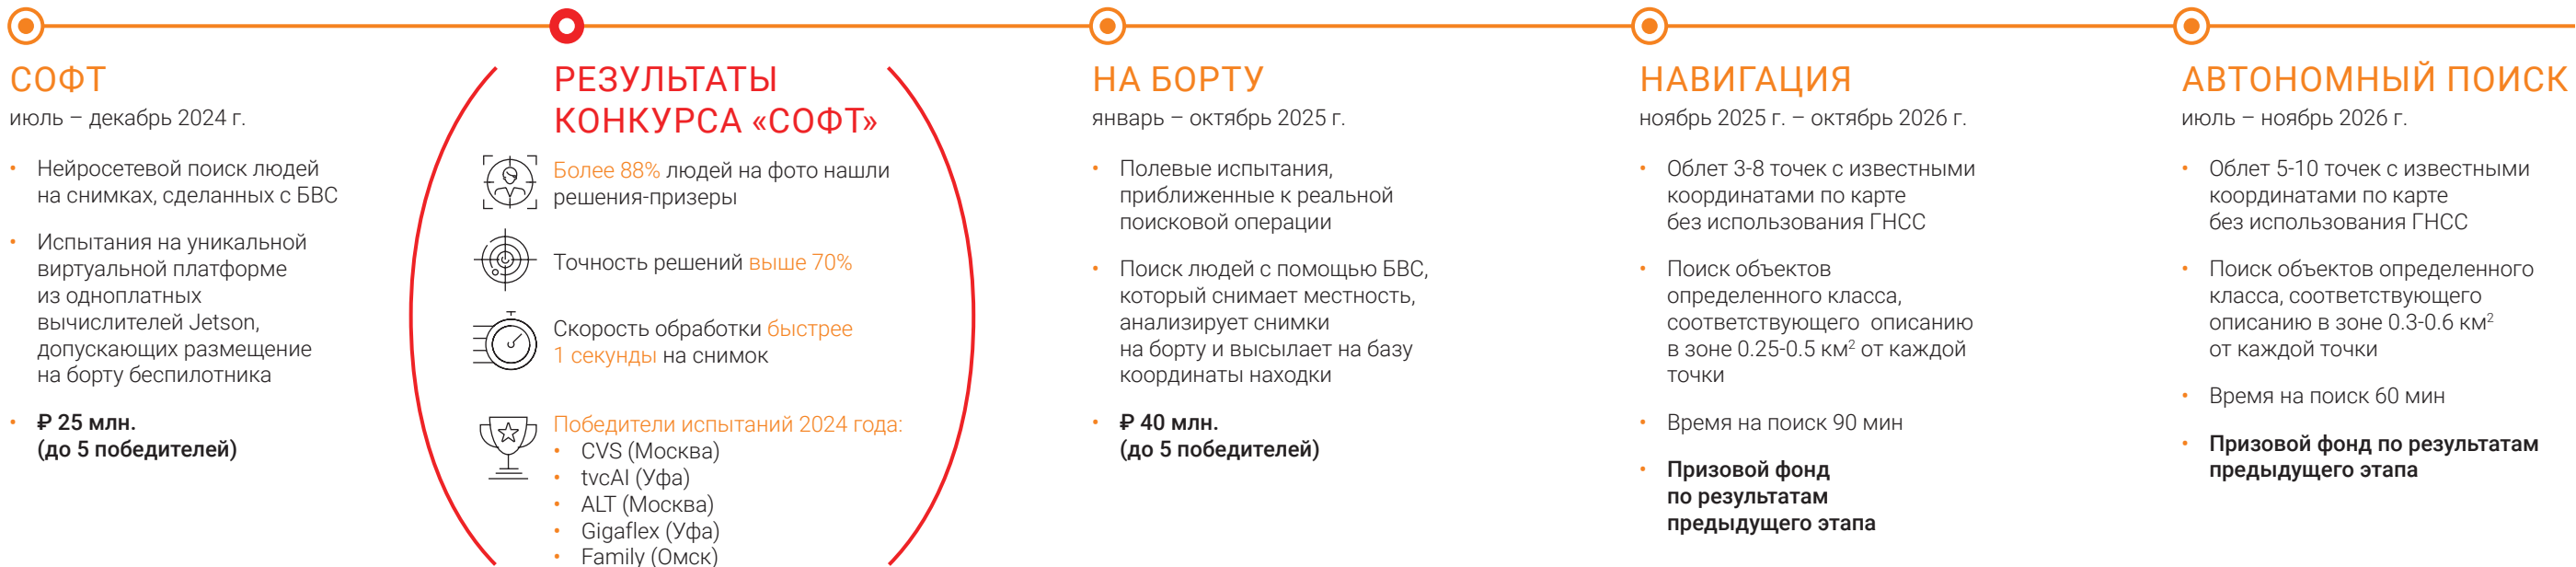 СОФТ
июль – декабрь 2024 г.
• Нейросетевой поиск людей
на снимках, сделанных с БВС
• Испытания на уникальной
виртуальной платформе
из одноплатных
вычислителей Jetson,
допускающих размещение
на борту беспилотника
• ₽ 25 млн.
(до 5 победителей)
РЕЗУЛЬТАТЫ
КОНКУРСА «СОФТ»
Более 88% людей на фото нашли
решения-призеры
Точность решений выше 70%
Скорость обработки быстрее
1 секунды на снимок
Победители испытаний 2024 года:
• CVS (Москва)
• tvcAI (Уфа)
• ALT (Москва)
• Gigaflex (Уфа)
• Family (Омск)
НА БОРТУ
январь – октябрь 2025 г.
• Полевые испытания,
приближенные к реальной
поисковой операции
• Поиск людей с помощью БВС,
который снимает местность,
анализирует снимки
на борту и высылает на базу
координаты находки
• ₽ 40 млн.
(до 5 победителей)
НАВИГАЦИЯ
ноябрь 2025 г. – октябрь 2026 г.
• Облет 3-8 точек с известными
координатами по карте
без использования ГНСС
• Поиск объектов
определенного класса,
соответствующего описанию
в зоне 0.25-0.5 км² от каждой
точки
• Время на поиск 90 мин
• Призовой фонд
по результатам
предыдущего этапа
АВТОНОМНЫЙ ПОИСК
июль – ноябрь 2026 г.
• Облет 5-10 точек с известными
координатами по карте
без использования ГНСС
• Поиск объектов определенного
класса, соответствующего
описанию в зоне 0.3-0.6 км²
от каждой точки
• Время на поиск 60 мин
• Призовой фонд по результатам
предыдущего этапа